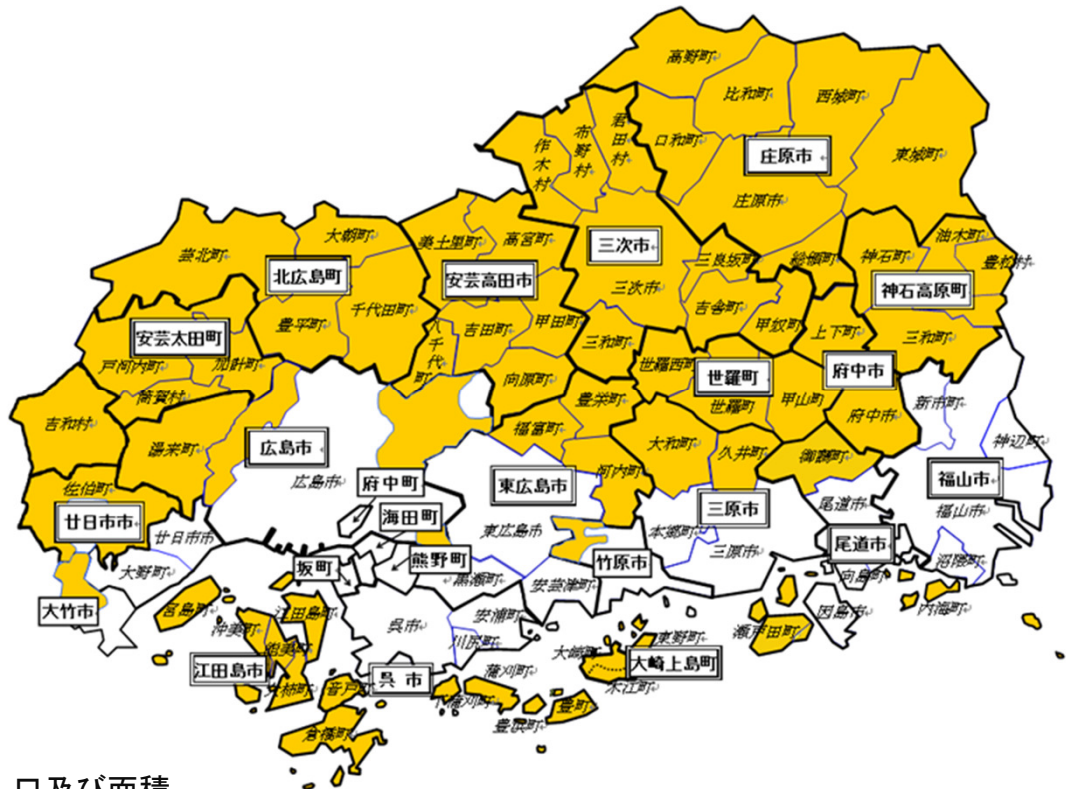 高野町
比和町
西城町
君田村
布野村
口和町
作木村
庄原市
東城町
庄原市
大朝町
美土里町
高宮町
三次市
三良坂町
総領町
神石町
油木町
豊松村
芸北町
北広島町
安芸高田市
三次市
神石高原町
千代田町
吉舎町
豊平町
吉田町
甲田町
甲奴町
上下町
三和町
安芸太田町
八千代町
三和町
戸河内町
加計町
向原町
世羅西町
世羅町
府中市
筒賀村
豊栄町
世羅町
甲山町
新市町
吉和村
湯来町
福富町
大和町
久井町
府中市
神辺町
広島市
御調町
佐伯町
広島市
府中町
東広島市
河内町
福山市
尾道市
福山市
廿日市市
廿日市市
海田町
東広島市
本郷町
三原市
三原市
尾道市
大野町
坂町
熊野町
黒瀬町
竹原市
安芸津町
向島町
沼隈町
大竹市
宮島町
江田島町
沖美町
能美町
呉市
安浦町
川尻町
因島市
内海町
瀬戸田町
東野町
大崎町
大崎上島町
木江町
江田島市
大柿町
音戸町
呉市
蒲刈町
下蒲刈町
豊浜町
豊町
倉橋町
口及び面積